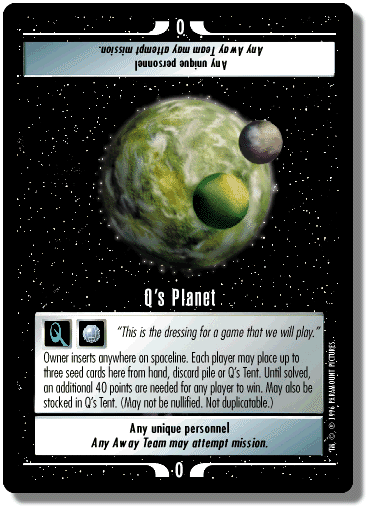 0
Any Away Team may attempt mission.
Any unique personnel
Q's Planet
Q
"This is the dressing for a game that we will play."
Owner inserts anywhere on spaceline. Each player may place up to
three seed cards here from hand, discard pile or Q's Tent. Until solved,
an additional 40 points are needed for any player to win. May also be
stocked in Q's Tent. (May not be nullified. Not duplicatable.)
Any unique personnel
Any Away Team may attempt mission.
0
™, ©, ® 1996 PARAMOUNT PICTURES.